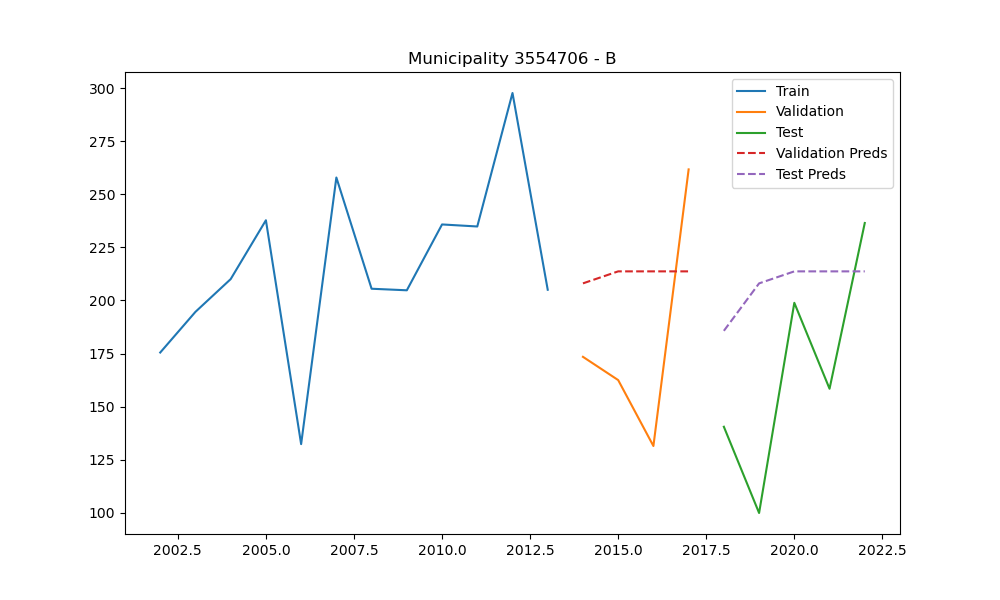 Municipality 3554706 - B
300
275
250
225
200
175
150
125
100
Train
Validation
Test
Validation Preds
Test Preds
2002.5 2005.0 2007.5 2010.0 2012.5 2015.0 2017.5 2020.0 2022.5